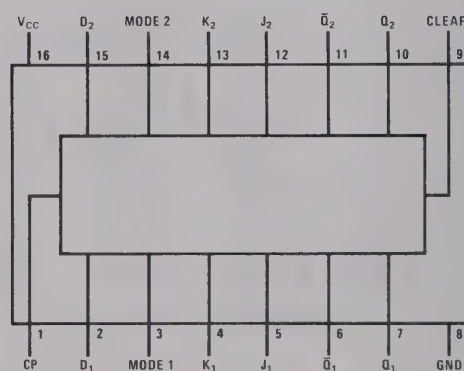 V_CC D₂ MODE 2 K₂ J₂ Q̄₂ Q₂ CLEAR
16 15 14 13 12 11 10 9
1 2 3 4 5 6 7 8
CP D₁ MODE 1 K₁ J₁ Q̄₁ Q₁ GND